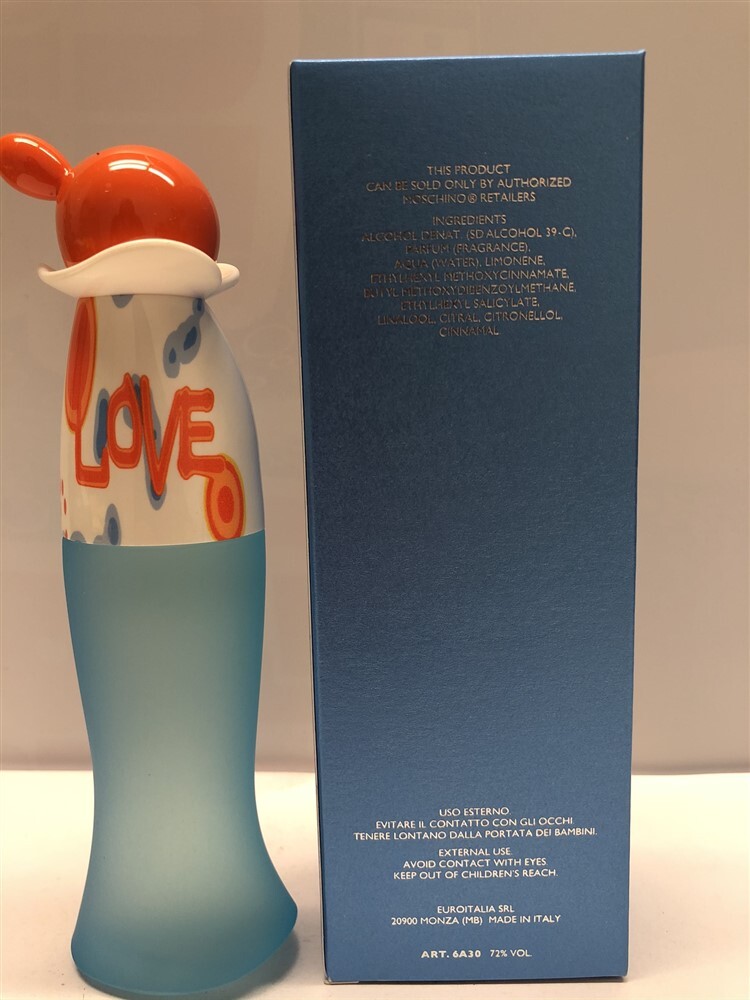 LOVE
THIS PRODUCT
CAN BE SOLD ONLY BY AUTHORIZED
MOSCHINO® RETAILERS
INGREDIENTS
ALCOHOL DENAT. (SD ALCOHOL 39-C),
PARFUM (FRAGRANCE),
AQUA (WATER), LIMONENE,
ETHYLHEXYL METHOXYCINNAMATE,
BUTYL METHOXYDIBENZOYLMETHANE,
ETHYLHEXYL SALICYLATE,
LINALOOL, CITRAL, CITRONELLOL,
CINNAMAL
USO ESTERNO.
EVITARE IL CONTATTO CON GLI OCCHI.
TENERE LONTANO DALLA PORTATA DEI BAMBINI.
EXTERNAL USE.
AVOID CONTACT WITH EYES.
KEEP OUT OF CHILDREN'S REACH.
EUROITALIA SRL
20900 MONZA (MB) MADE IN ITALY
ART. 6A30 72% VOL.